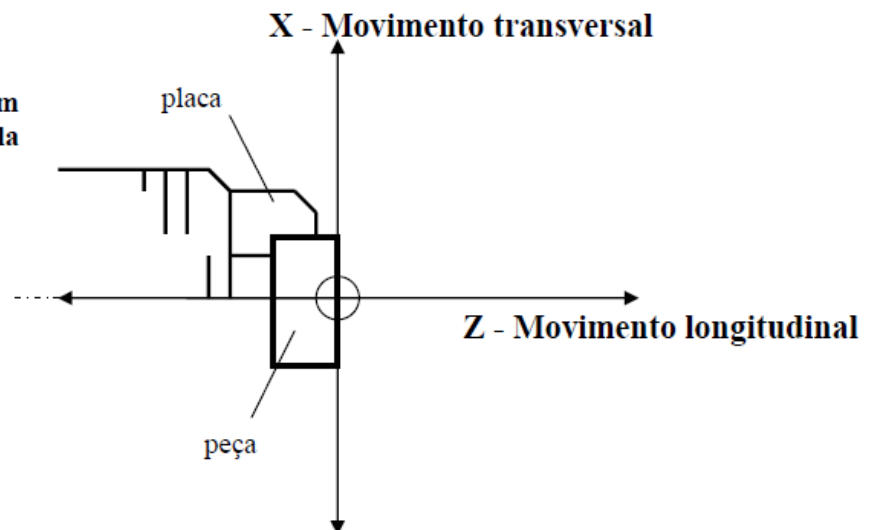 X - Movimento transversal
placa
Z - Movimento longitudinal
peça